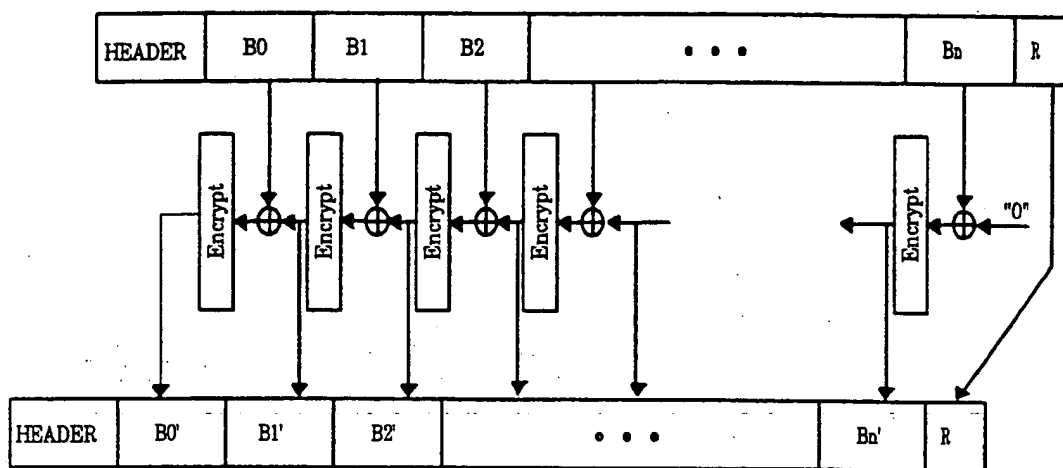 HEADER B0 B1 B2 • • • Bn R
Encrypt Encrypt Encrypt Encrypt Encrypt "0"
HEADER B0' B1' B2' • • • Bn' R